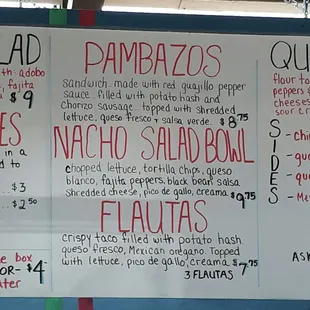 LAD
th adobo
fajita
$9
ES
in a
d to
$3
$2.50
e box
OR- $4
ater
PAMBAZOS
Sandwich made with red guajillo pepper
sauce filled with potato hash and
chorizo sausage topped with shredded
lettuce, queso fresco & salsa verde. $8.75
NACHO SALAD BOWL
chopped lettuce, tortilla chips, queso
blanco, fajita peppers, black bean salsa
Shredded cheese, pico de gallo, creama $9.75
FLAUTAS
crispy taco filled with potato hash
queso fresco, Mexican oregano. Topped
with lettuce, pico de gallo, creama $7.75
3 FLAUTAS
QU
flour to
peppers &
cheeses
sour cr
SIDES
- chi
- que
- que
- Me
ASK